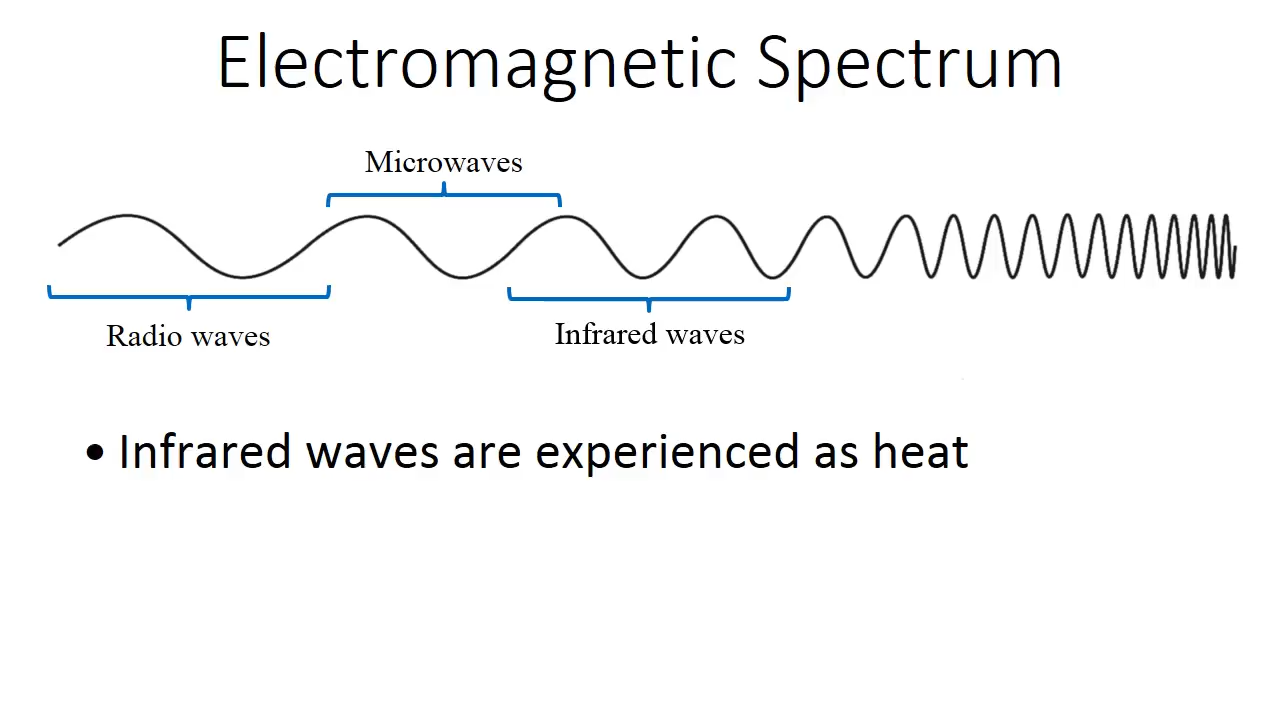 Electromagnetic Spectrum
Microwaves
Radio waves
Infrared waves
• Infrared waves are experienced as heat